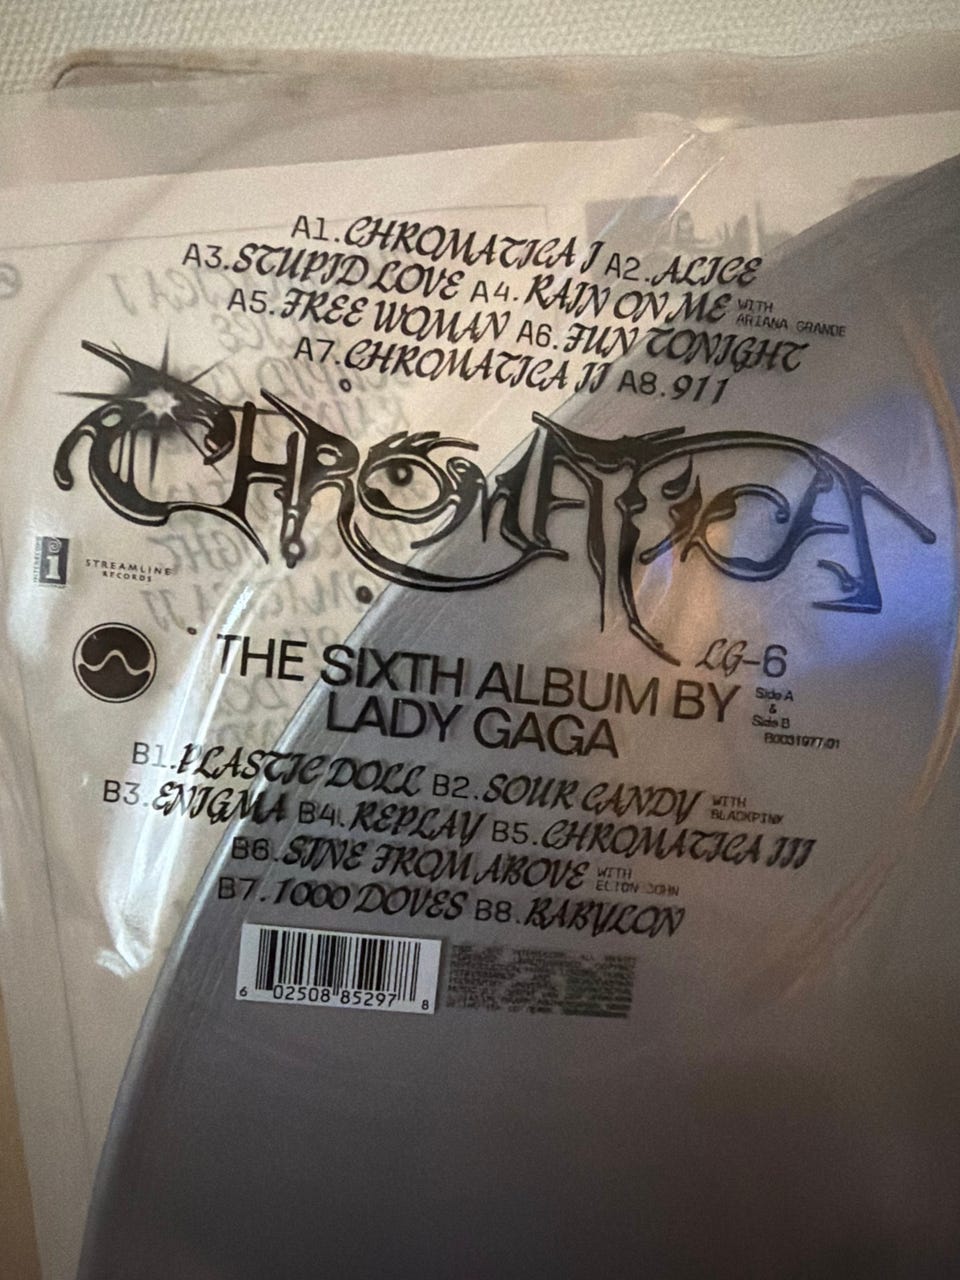 A1.CHROMATICA I A2.ALICE
A3.STUPID LOVE A4.RAIN ON ME WITH ARIANA GRANDE
A5.FREE WOMAN A6.FUN TONIGHT
A7.CHROMATICA II A8.911
CHROMATICA
INTERSCOPE
i
STREAMLINE
RECORDS
LG-6
THE SIXTH ALBUM BY
LADY GAGA
Side A
&
Side B
B0031977-01
B1.PLASTIC DOLL B2.SOUR CANDY WITH BLACKPINK
B3.ENIGMA B4.REPLAY B5.CHROMATICA III
B6.SINE FROM ABOVE WITH ELTON JOHN
B7.1000 DOVES B8.BABYLON
6 02508 85297 8